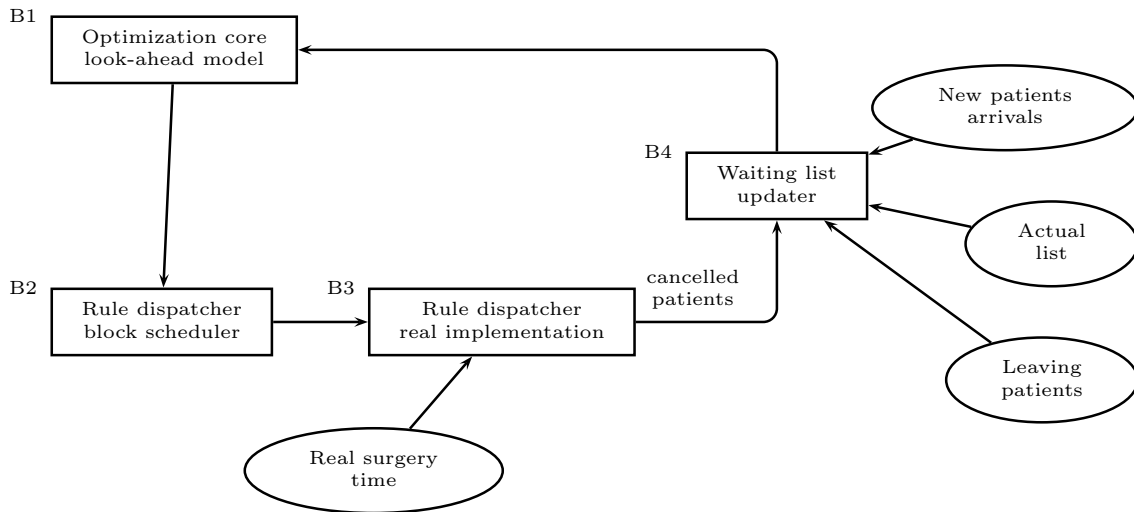 B1
Optimization core
look-ahead model
New patients
arrivals
B4
Waiting list
updater
Actual
list
cancelled
patients
B2
Rule dispatcher
block scheduler
B3
Rule dispatcher
real implementation
Leaving
patients
Real surgery
time